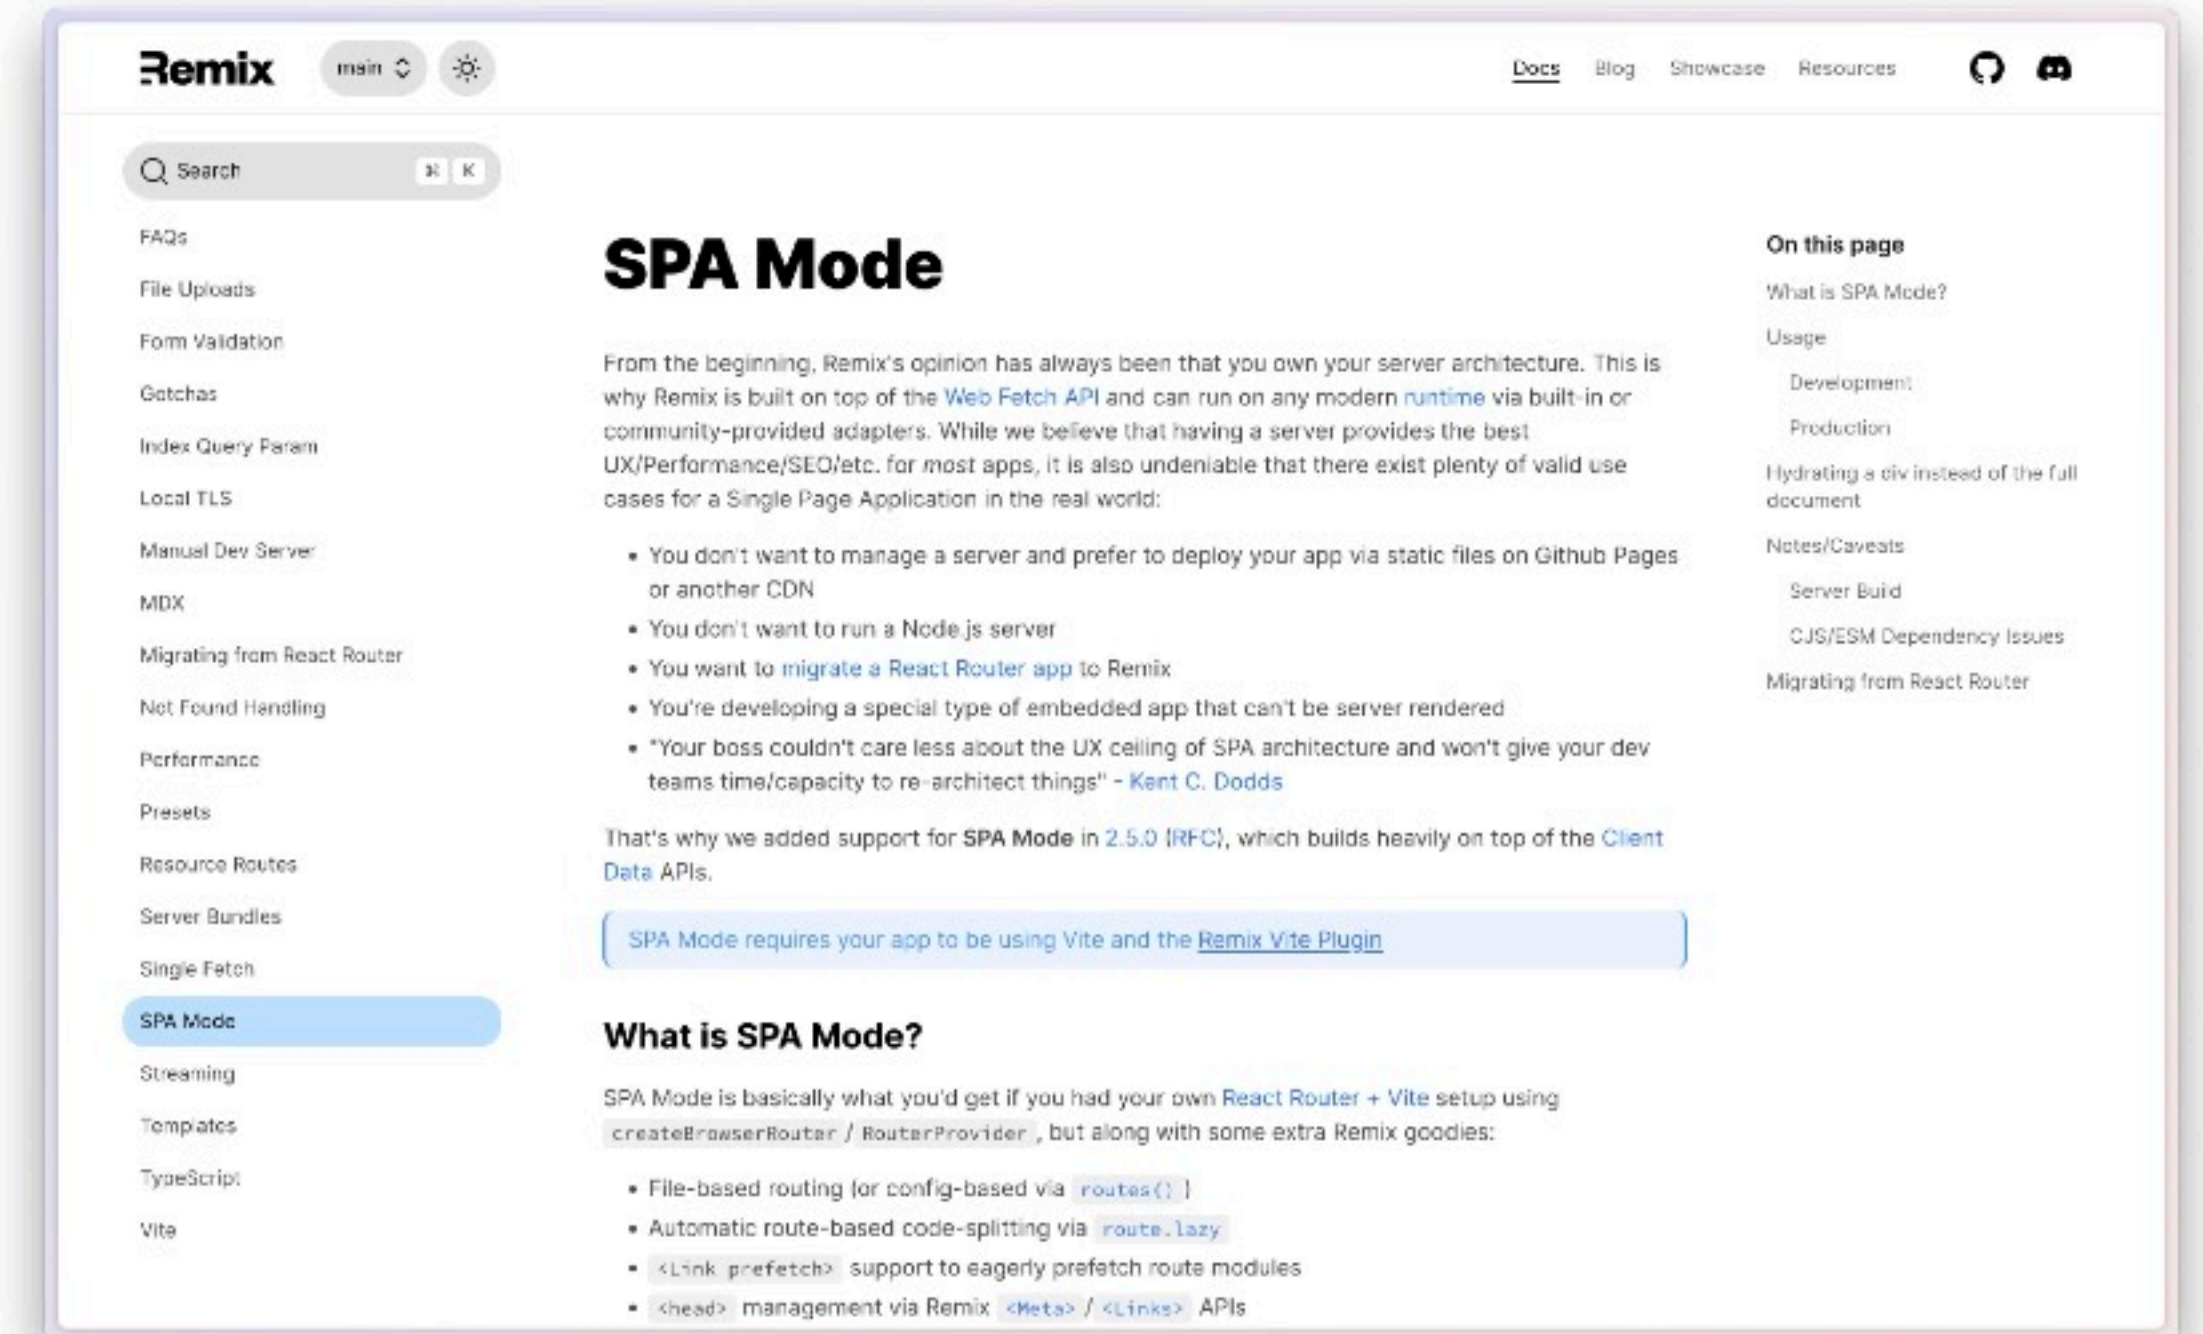 Remix
main
Docs
Blog
Showcase
Resources
Search
⌘ K
FAQs
File Uploads
Form Validation
Gotchas
Index Query Param
Local TLS
Manual Dev Server
MDX
Migrating from React Router
Not Found Handling
Performance
Presets
Resource Routes
Server Bundles
Single Fetch
SPA Mode
Streaming
Templates
TypeScript
Vite
SPA Mode
From the beginning, Remix's opinion has always been that you own your server architecture. This is
why Remix is built on top of the Web Fetch API and can run on any modern runtime via built-in or
community-provided adapters. While we believe that having a server provides the best
UX/Performance/SEO/etc. for most apps, it is also undeniable that there exist plenty of valid use
cases for a Single Page Application in the real world:
• You don't want to manage a server and prefer to deploy your app via static files on Github Pages
or another CDN
• You don't want to run a Node.js server
• You want to migrate a React Router app to Remix
• You're developing a special type of embedded app that can't be server rendered
• "Your boss couldn't care less about the UX ceiling of SPA architecture and won't give your dev
teams time/capacity to re-architect things" - Kent C. Dodds
That's why we added support for SPA Mode in 2.5.0 (RFC), which builds heavily on top of the Client
Data APIs.
SPA Mode requires your app to be using Vite and the Remix Vite Plugin
What is SPA Mode?
SPA Mode is basically what you'd get if you had your own React Router + Vite setup using
createBrowserRouter / RouterProvider, but along with some extra Remix goodies:
• File-based routing (or config-based via routes() )
• Automatic route-based code-splitting via route.lazy
• <Link prefetch> support to eagerly prefetch route modules
• <head> management via Remix <Meta> / <Links> APIs
On this page
What is SPA Mode?
Usage
Development
Production
Hydrating a div instead of the full
document
Notes/Caveats
Server Build
CJS/ESM Dependency Issues
Migrating from React Router